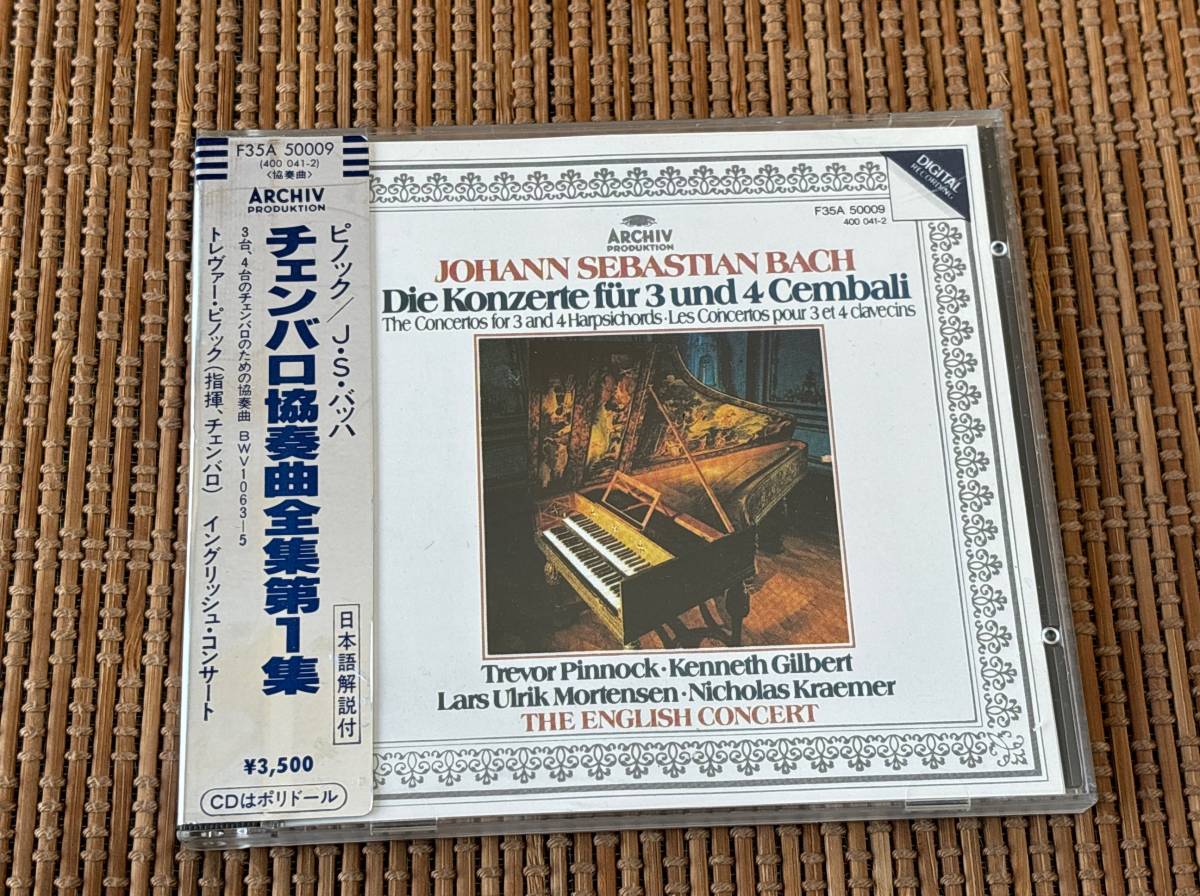 F35A 50009
(400 041-2)
〈協奏曲〉
ARCHIV
PRODUKTION
ピノック/J・S・バッハ
チェンバロ協奏曲全集第1集
3台、4台のチェンバロのための協奏曲 BWV1063—5
トレヴァー・ピノック(指揮、チェンバロ) イングリッシュ・コンサート
日本語解説付
¥3,500
CDはポリドール
DIGITAL
RECORDING
F35A 50009
400 041-2
ARCHIV
PRODUKTION
JOHANN SEBASTIAN BACH
Die Konzerte für 3 und 4 Cembali
The Concertos for 3 and 4 Harpsichords · Les Concertos pour 3 et 4 clavecins
Trevor Pinnock · Kenneth Gilbert
Lars Ulrik Mortensen · Nicholas Kraemer
THE ENGLISH CONCERT